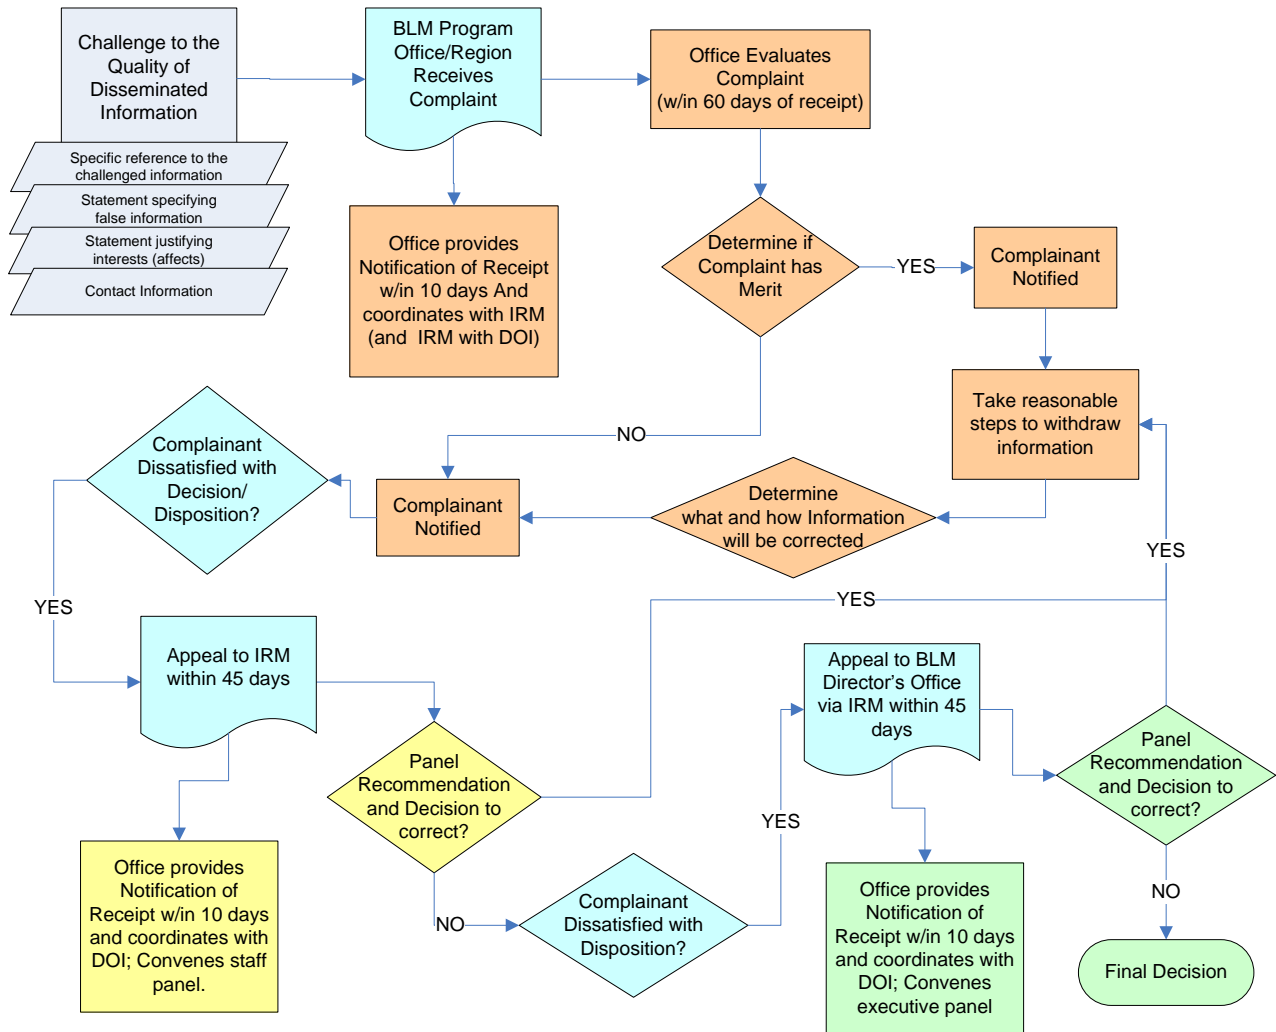 Challenge to the
Quality of
Disseminated
Information
Specific reference to the
challenged information
Statement specifying
false information
Statement justifying
interests (affects)
Contact Information
BLM Program
Office/Region
Receives
Complaint
Office Evaluates
Complaint
(w/in 60 days of receipt)
Office provides
Notification of Receipt
w/in 10 days And
coordinates with IRM
(and  IRM with DOI)
Determine if
Complaint has
Merit
YES
Complainant
Notified
Take reasonable
steps to withdraw
information
NO
Complainant
Dissatisfied with
Decision/
Disposition?
Complainant
Notified
Determine
what and how Information
will be corrected
YES
YES
YES
Appeal to IRM
within 45 days
Appeal to BLM
Director's Office
via IRM within 45
days
Panel
Recommendation
and Decision to
correct?
Panel
Recommendation
and Decision to
correct?
YES
Office provides
Notification of
Receipt w/in 10 days
and coordinates with
DOI; Convenes staff
panel.
NO
Complainant
Dissatisfied with
Disposition?
Office provides
Notification of
Receipt w/in 10 days
and coordinates with
DOI; Convenes
executive panel
NO
Final Decision